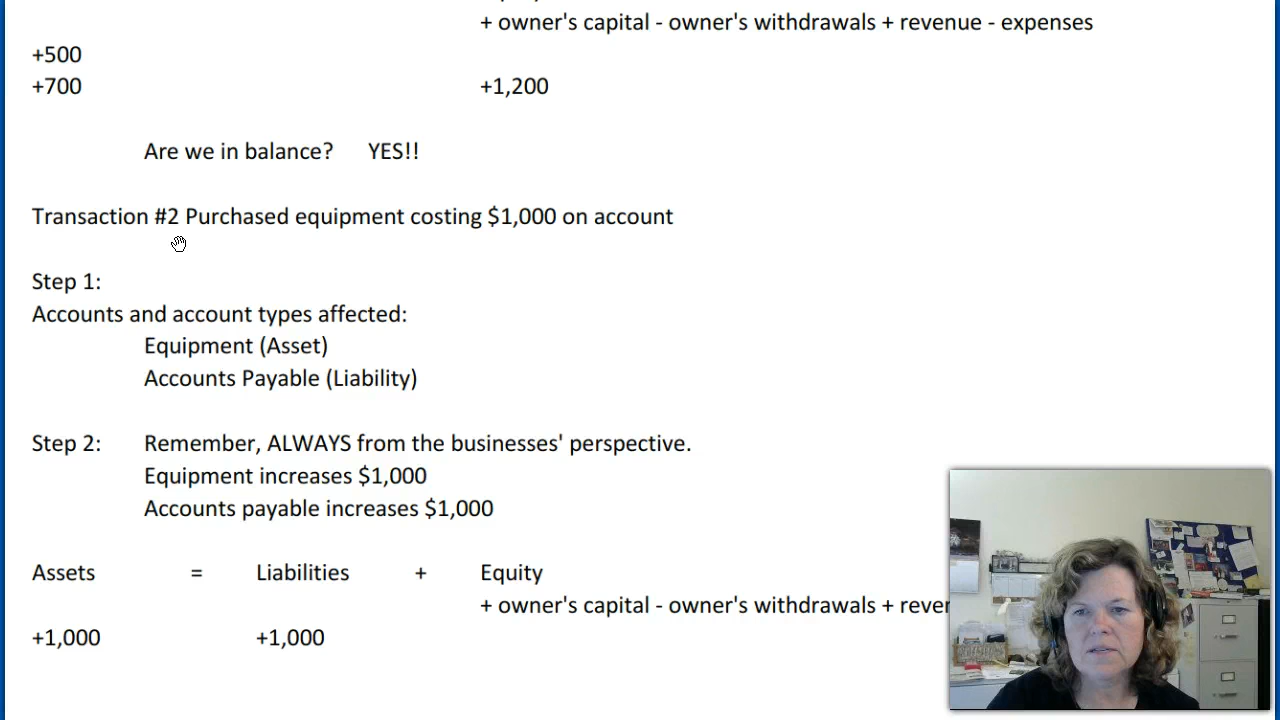 + owner's capital - owner's withdrawals + revenue - expenses
+500
+700 +1,200
Are we in balance? YES!!
Transaction #2 Purchased equipment costing $1,000 on account
Step 1:
Accounts and account types affected:
Equipment (Asset)
Accounts Payable (Liability)
Step 2: Remember, ALWAYS from the businesses' perspective.
Equipment increases $1,000
Accounts payable increases $1,000
Assets = Liabilities + Equity
+ owner's capital - owner's withdrawals +
+1,000 +1,000